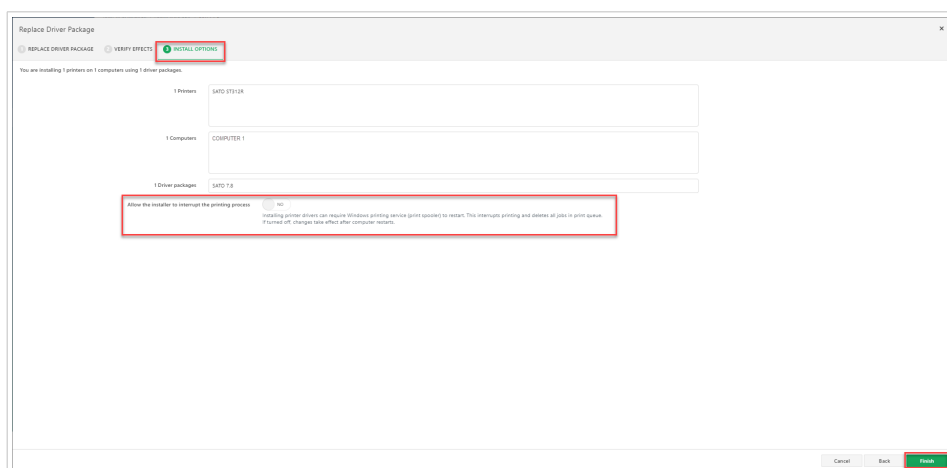 Replace Driver Package ×
1 REPLACE DRIVER PACKAGE 2 VERIFY EFFECTS 3 INSTALL OPTIONS
You are installing 1 printers on 1 computers using 1 driver packages.
1 Printers SATO ST312R
1 Computers COMPUTER 1
1 Driver packages SATO 7.8
Allow the installer to interrupt the printing process NO
Installing printer drivers can require Windows printing service (print spooler) to restart. This interrupts printing and deletes all jobs in print queue.
If turned off, changes take effect after computer restarts.
Cancel Back Finish